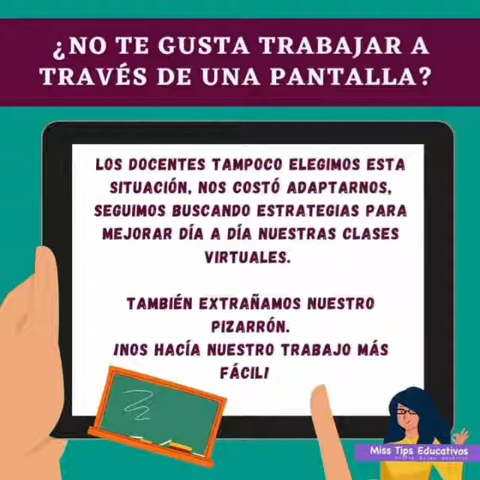 ¿NO TE GUSTA TRABAJAR A
TRAVÉS DE UNA PANTALLA?
LOS DOCENTES TAMPOCO ELEGIMOS ESTA
SITUACIÓN, NOS COSTÓ ADAPTARNOS,
SEGUIMOS BUSCANDO ESTRATEGIAS PARA
MEJORAR DÍA A DÍA NUESTRAS CLASES
VIRTUALES.
TAMBIÉN EXTRAÑAMOS NUESTRO
PIZARRÓN.
¡NOS HACÍA NUESTRO TRABAJO MÁS
FÁCIL!
Miss Tips Educativos